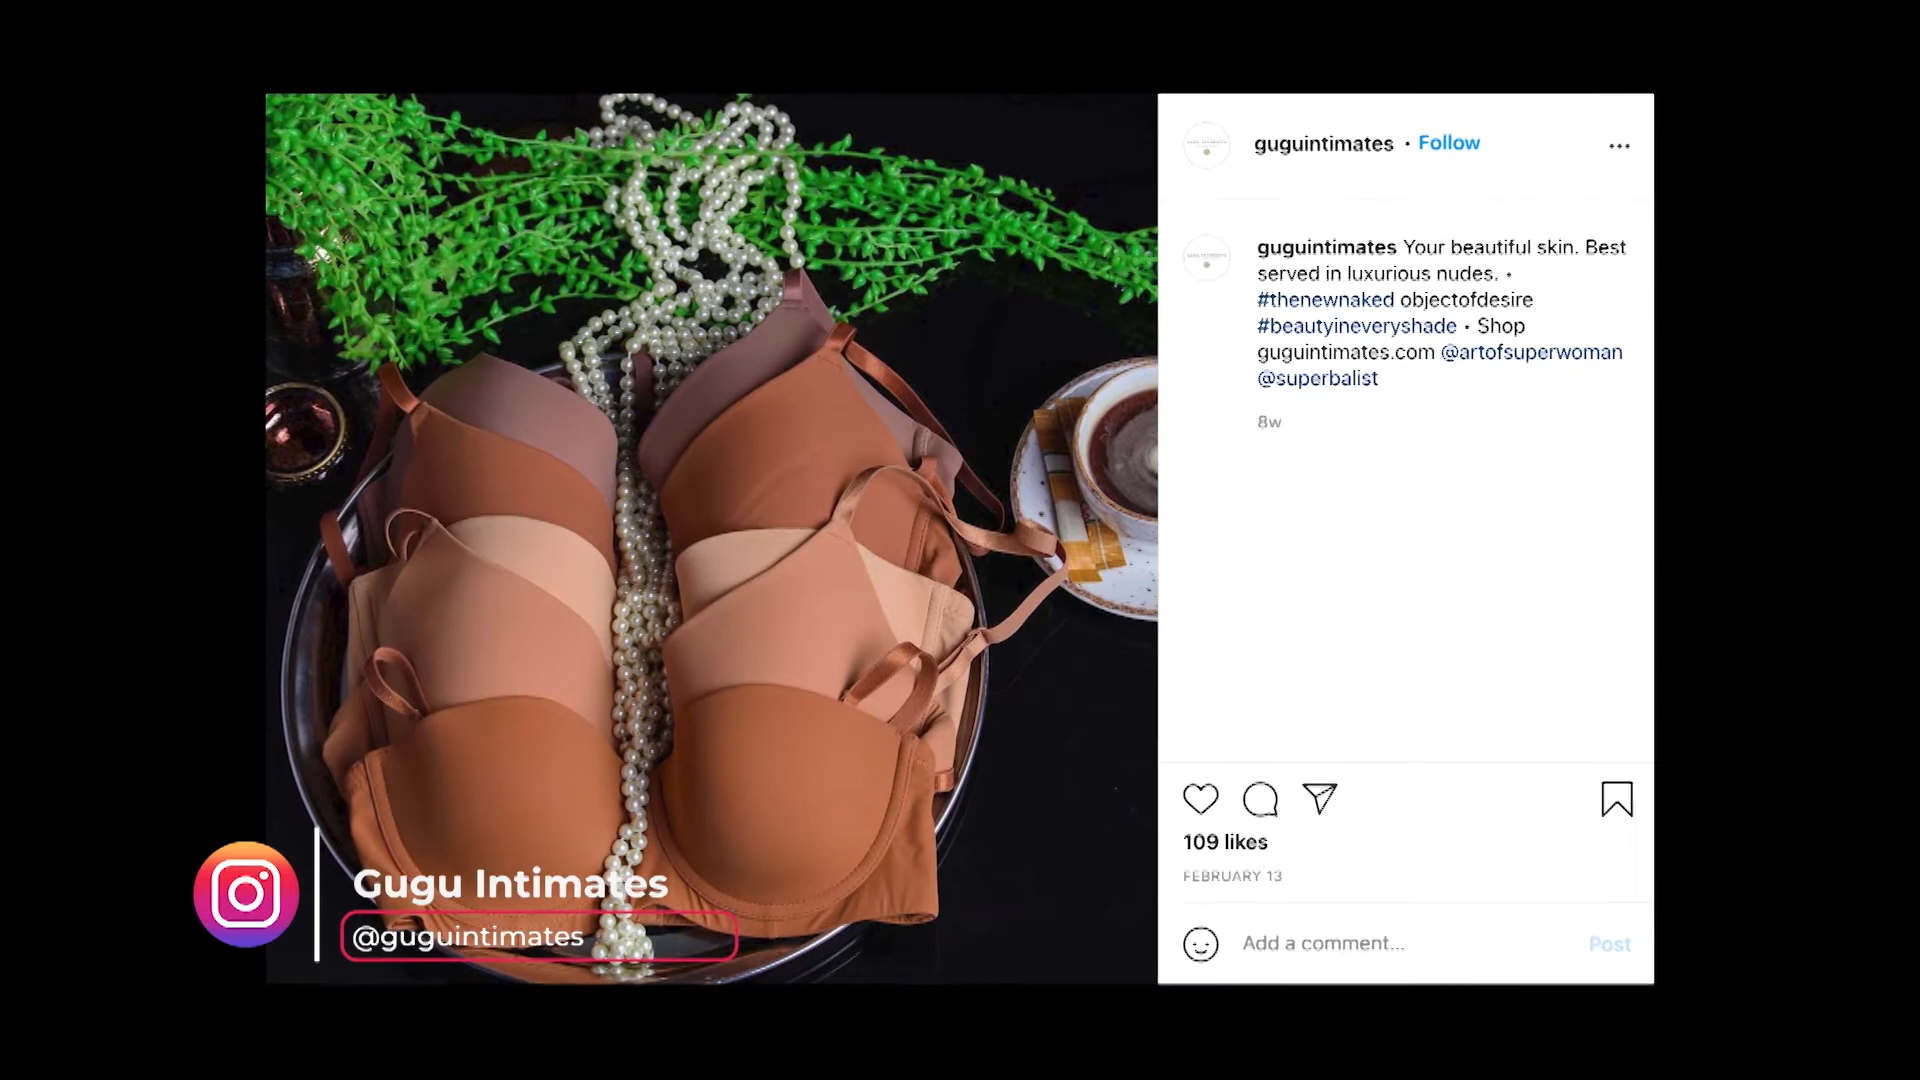 guguintimates • Follow
guguintimates Your beautiful skin. Best
served in luxurious nudes. •
#thenewnaked objectofdesire
#beautyineveryshade • Shop
guguintimates.com @artofsuperwoman
@superbalist
8w
109 likes
FEBRUARY 13
Add a comment... Post
Gugu Intimates
@guguintimates